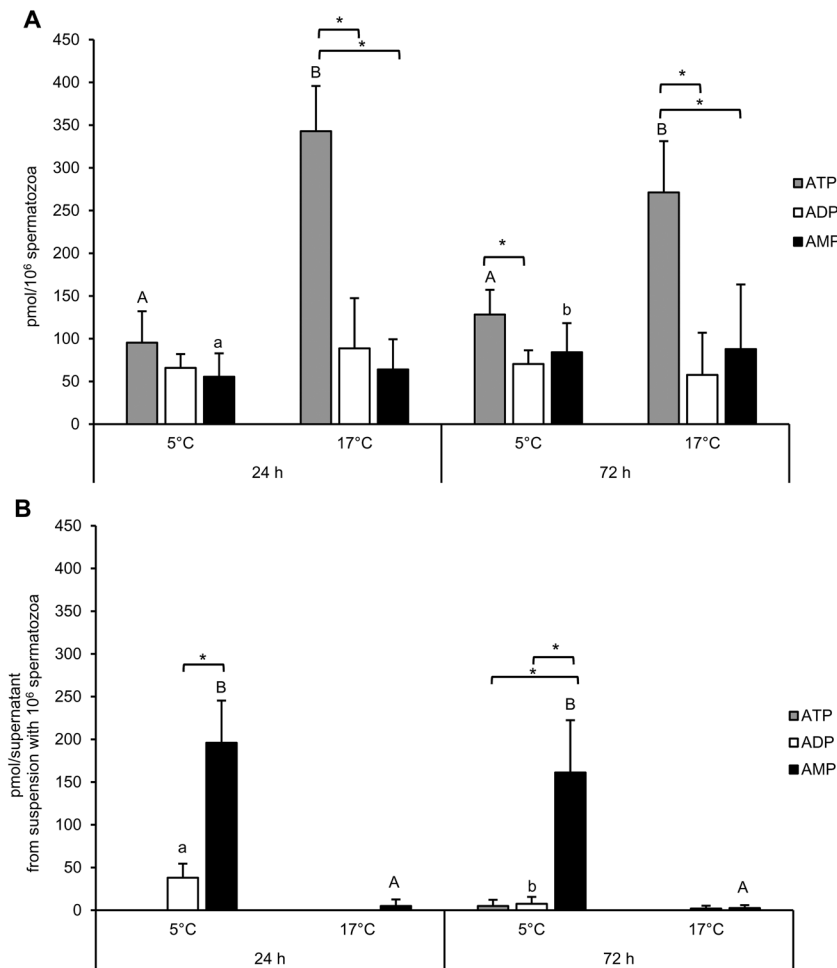 A
450
400
350
300
250
200
150
100
50
0
pmol/10⁶ spermatozoa
A
a
B
*
*
A
*
b
B
*
*
ATP
ADP
AMP
5°C
17°C
5°C
17°C
24 h
72 h
B
450
400
350
300
250
200
150
100
50
0
pmol/supernatant
from suspension with 10⁶ spermatozoa
a
*
B
A
*
*
b
B
A
ATP
ADP
AMP
5°C
17°C
5°C
17°C
24 h
72 h